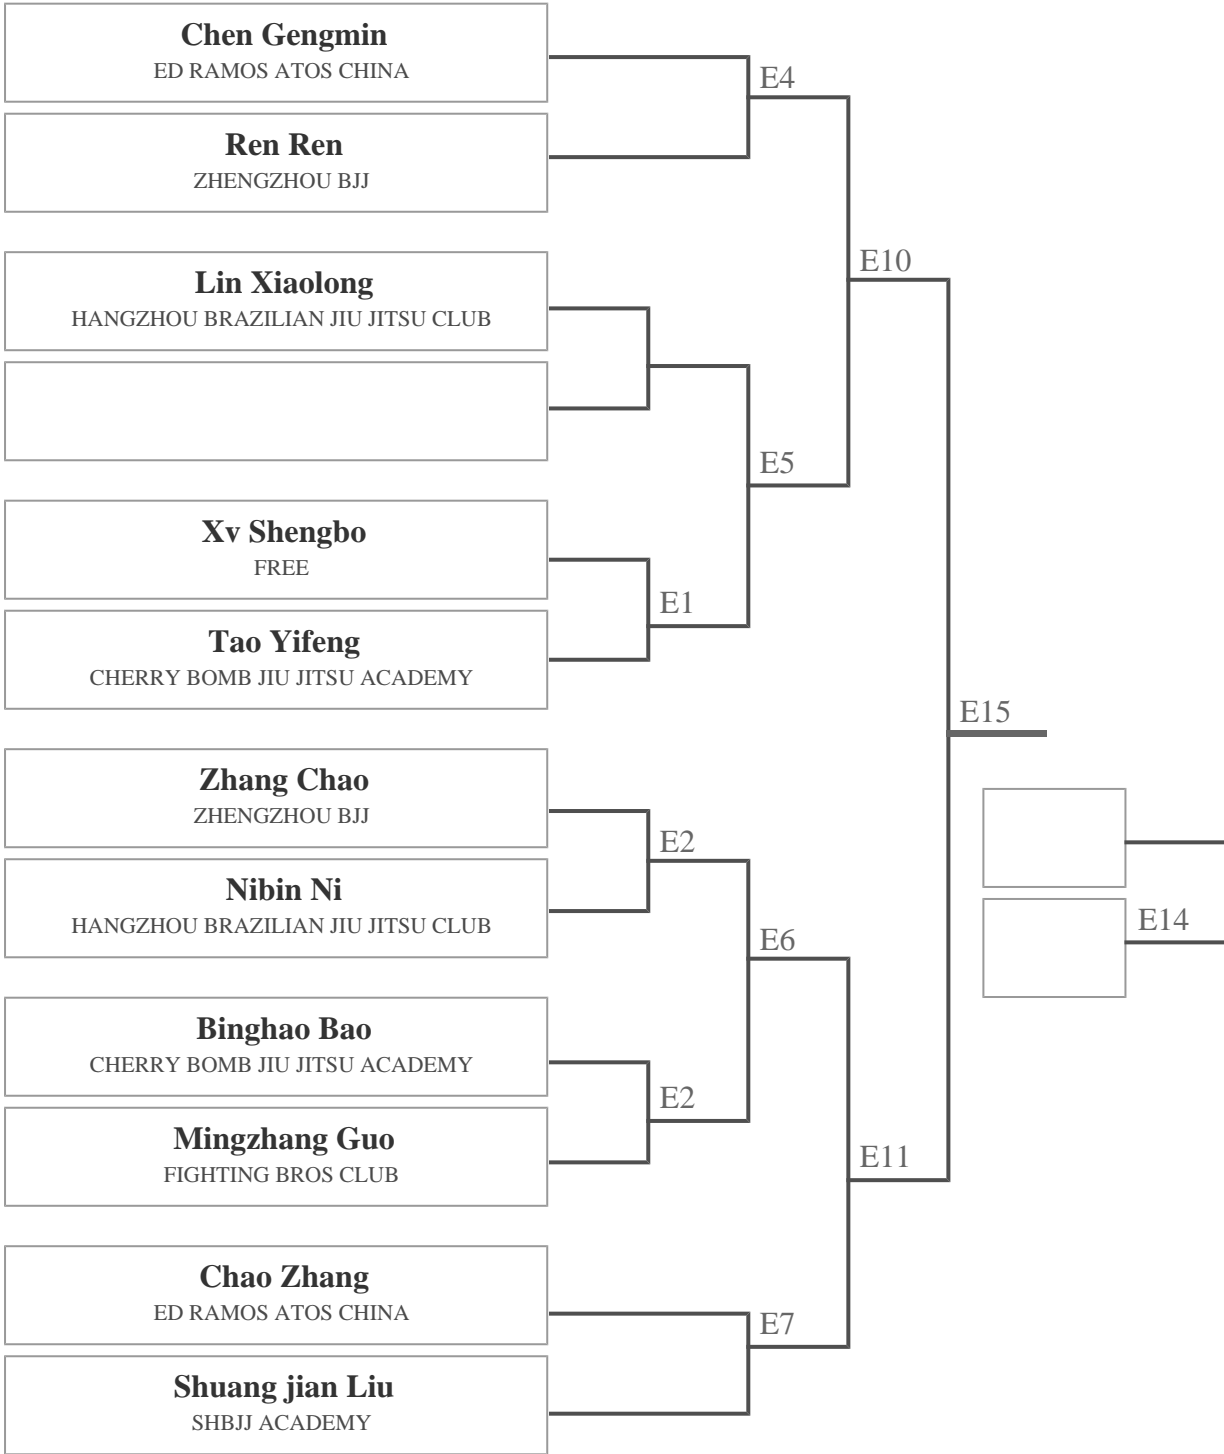 Chen Gengmin
ED RAMOS ATOS CHINA
E4
Ren Ren
ZHENGZHOU BJJ
Lin Xiaolong
HANGZHOU BRAZILIAN JIU JITSU CLUB
E10
E5
Xv Shengbo
FREE
E1
Tao Yifeng
CHERRY BOMB JIU JITSU ACADEMY
E15
Zhang Chao
ZHENGZHOU BJJ
E2
Nibin Ni
HANGZHOU BRAZILIAN JIU JITSU CLUB
E14
E6
Binghao Bao
CHERRY BOMB JIU JITSU ACADEMY
E2
Mingzhang Guo
FIGHTING BROS CLUB
E11
Chao Zhang
ED RAMOS ATOS CHINA
E7
Shuang jian Liu
SHBJJ ACADEMY